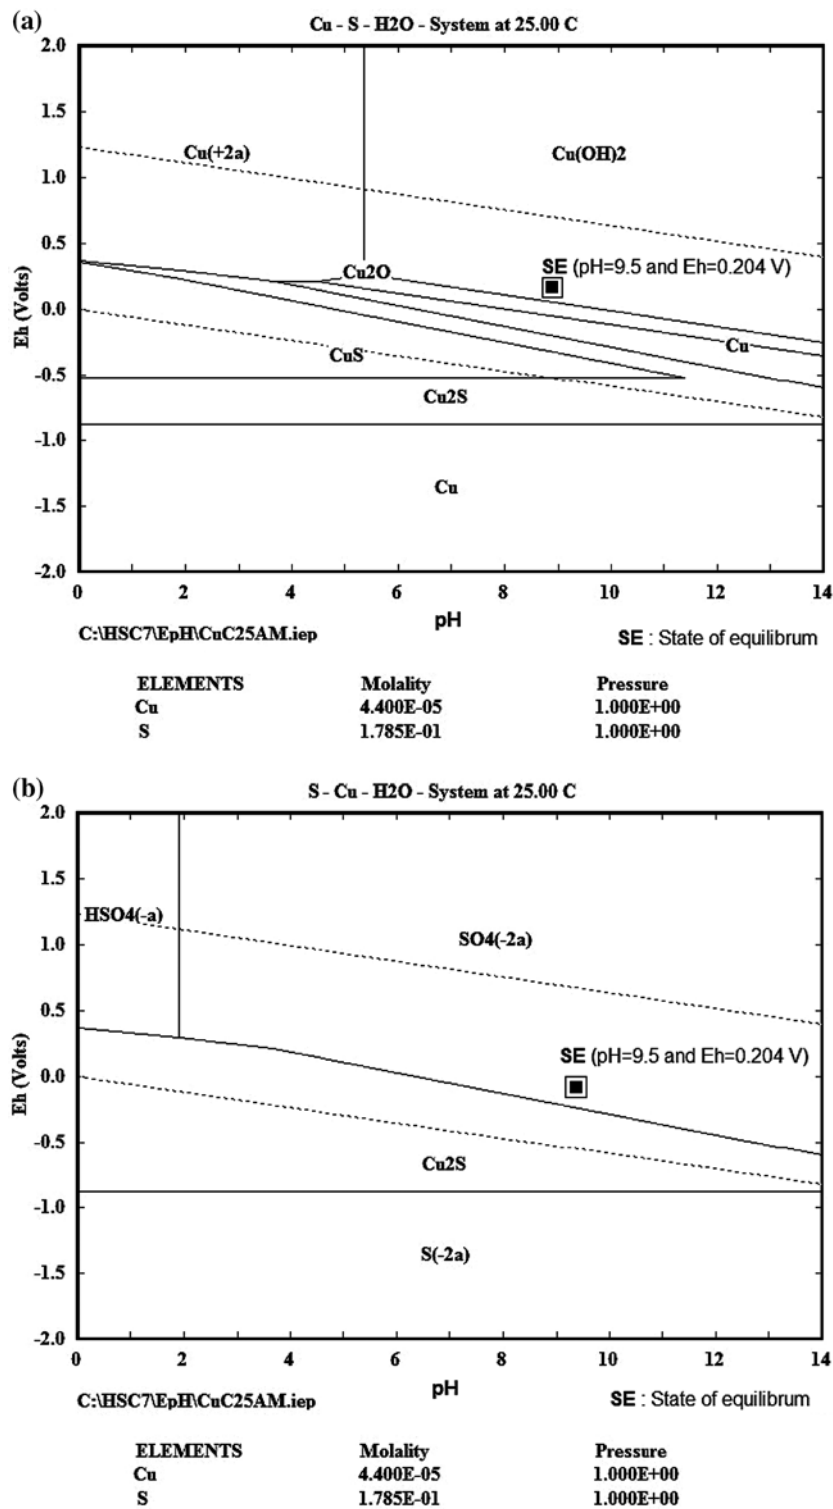 (a)
Cu - S - H2O - System at 25.00 C
Eh (Volts)
2.0
1.5
1.0
0.5
0.0
-0.5
-1.0
-1.5
-2.0
Cu(+2a)
Cu(OH)2
Cu2O
SE (pH=9.5 and Eh=0.204 V)
Cu
CuS
Cu2S
Cu
0 2 4 6 8 10 12 14
pH
C:\HSC7\EpH\CuC25AM.iep
SE : State of equilibrum
ELEMENTS Molality Pressure
Cu 4.400E-05 1.000E+00
S 1.785E-01 1.000E+00
(b)
S - Cu - H2O - System at 25.00 C
Eh (Volts)
2.0
1.5
1.0
0.5
0.0
-0.5
-1.0
-1.5
-2.0
HSO4(-a)
SO4(-2a)
SE (pH=9.5 and Eh=0.204 V)
Cu2S
S(-2a)
0 2 4 6 8 10 12 14
pH
C:\HSC7\EpH\CuC25AM.iep
SE : State of equilibrum
ELEMENTS Molality Pressure
Cu 4.400E-05 1.000E+00
S 1.785E-01 1.000E+00